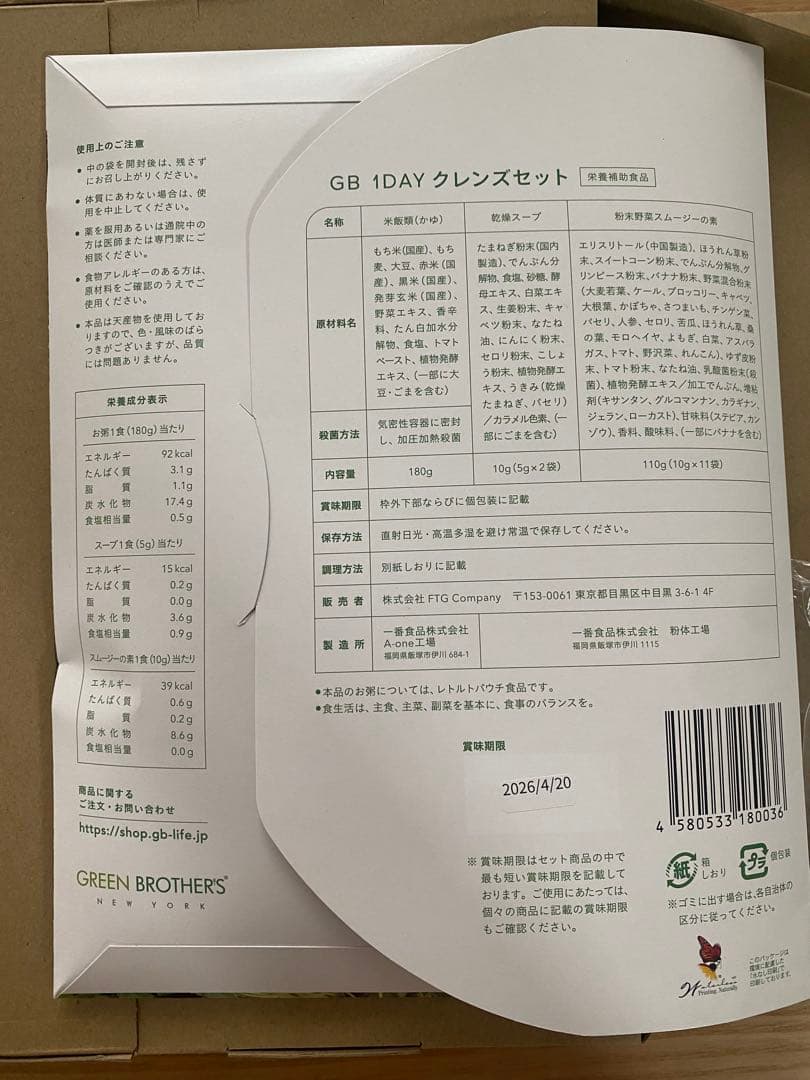 使用上のご注意
● 中の袋を開封後は、残さず
にお召し上がりください。
● 体質にあわない場合は、使
用を中止してください。
● 薬を服用あるいは通院中の
方は医師または専門家にご
相談ください。
● 食物アレルギーのある方は、
原材料をご確認のうえでご
使用ください。
● 本品は天産物を使用してお
りますので、色・風味のばら
つきがございますが、品質
には問題ありません。
栄養成分表示
お粥1食(180g)当たり
エネルギー 92kcal
たんぱく質 3.1g
脂質 1.1g
炭水化物 17.4g
食塩相当量 0.5g
スープ1食(5g)当たり
エネルギー 15kcal
たんぱく質 0.2g
脂質 0.0g
炭水化物 3.6g
食塩相当量 0.9g
スムージーの素1食(10g)当たり
エネルギー 39kcal
たんぱく質 0.6g
脂質 0.2g
炭水化物 8.6g
食塩相当量 0.0g
商品に関する
ご注文・お問い合わせ
https://shop.gb-life.jp
GREEN BROTHER'S®
NEW YORK
GB 1DAY クレンズセット 栄養補助食品
名称 米飯類(かゆ) 乾燥スープ 粉末野菜スムージーの素
原材料名
もち米(国産)、もち
麦、大豆、赤米(国
産)、黒米(国産)、
発芽玄米(国産)、
野菜エキス、香辛
料、たん白加水分
解物、食塩、トマト
ペースト、植物発酵
エキス、(一部に大
豆・ごまを含む)
たまねぎ粉末(国内
製造)、でんぷん分
解物、食塩、砂糖、酵
母エキス、白菜エキ
ス、生姜粉末、キャ
ベツ粉末、なたね
油、にんにく粉末、
セロリ粉末、こしょ
う粉末、植物発酵エ
キス、うきみ(乾燥
たまねぎ、パセリ)
/カラメル色素、(一
部にごまを含む)
エリスリトール(中国製造)、ほうれん草粉
末、スイートコーン粉末、でんぷん分解物、グ
リンピース粉末、バナナ粉末、野菜混合粉末
(大麦若葉、ケール、ブロッコリー、キャベツ、
大根葉、かぼちゃ、さつまいも、チンゲン菜、
パセリ、人参、セロリ、苦瓜、ほうれん草、桑
の葉、モロヘイヤ、よもぎ、白菜、アスパラ
ガス、トマト、野沢菜、れんこん)、ゆず皮粉
末、トマト粉末、なたね油、乳酸菌粉末(殺
菌)、植物発酵エキス/加工でんぷん、増粘
剤(キサンタン、グルコマンナン、カラギナン、
ジェラン、ローカスト)、甘味料(ステビア、カン
ゾウ)、香料、酸味料、(一部にバナナを含む)
殺菌方法 気密性容器に密封
し、加圧加熱殺菌
内容量 180g 10g(5g×2袋) 110g(10g×11袋)
賞味期限 枠外下部ならびに個包装に記載
保存方法 直射日光・高温多湿を避け常温で保存してください。
調理方法 別紙しおりに記載
販売者 株式会社 FTG Company 〒153-0061 東京都目黒区中目黒 3-6-1 4F
製造所
一番食品株式会社
A-one工場
福岡県飯塚市伊川 684-1
一番食品株式会社 粉体工場
福岡県飯塚市伊川 1115
●本品のお粥については、レトルトパウチ食品です。
●食生活は、主食、主菜、副菜を基本に、食事のバランスを。
賞味期限
2026/4/20
4 580533 180036
※ 賞味期限はセット商品の中で
最も短い賞味期限を記載して
おります。ご使用にあたっては、
個々の商品に記載の賞味期限
もご確認ください。
紙 箱
しおり
プラ 個包装
※ゴミに出す場合は、各自治体の
区分に従ってください。
Waterless
Printing. Naturally.
このパッケージは
環境に配慮した
「水なし印刷」で
印刷しております。